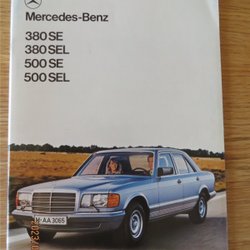 Mercedes-Benz
380 SE
380 SEL
500 SE
500 SEL
M-AA 3065